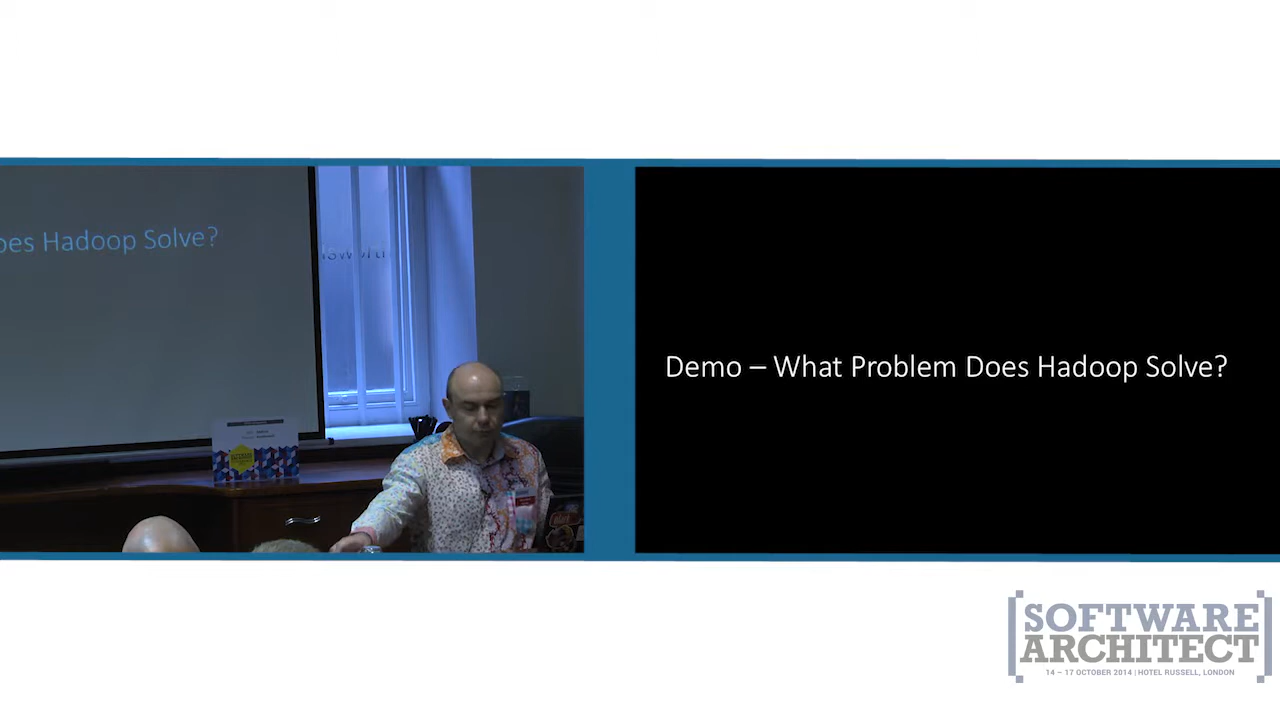 oes Hadoop Solve?
Demo – What Problem Does Hadoop Solve?
[SOFTWARE
ARCHITECT]
14 – 17 OCTOBER 2014 | HOTEL RUSSELL, LONDON